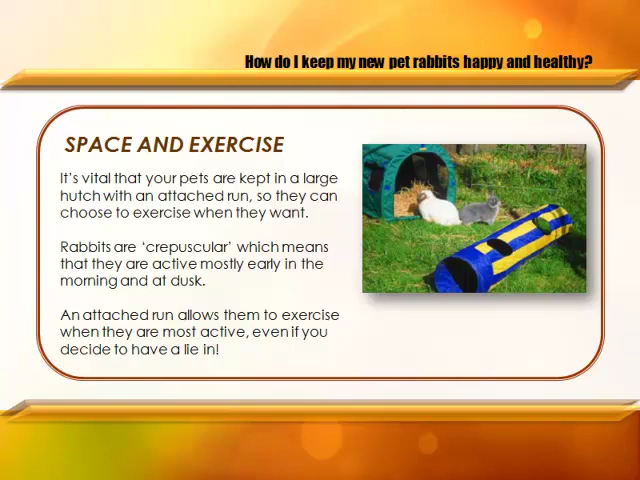 How do I keep my new pet rabbits happy and healthy?
SPACE AND EXERCISE
It's vital that your pets are kept in a large
hutch with an attached run, so they can
choose to exercise when they want.
Rabbits are ‘crepuscular’ which means
that they are active mostly early in the
morning and at dusk.
An attached run allows them to exercise
when they are most active, even if you
decide to have a lie in!